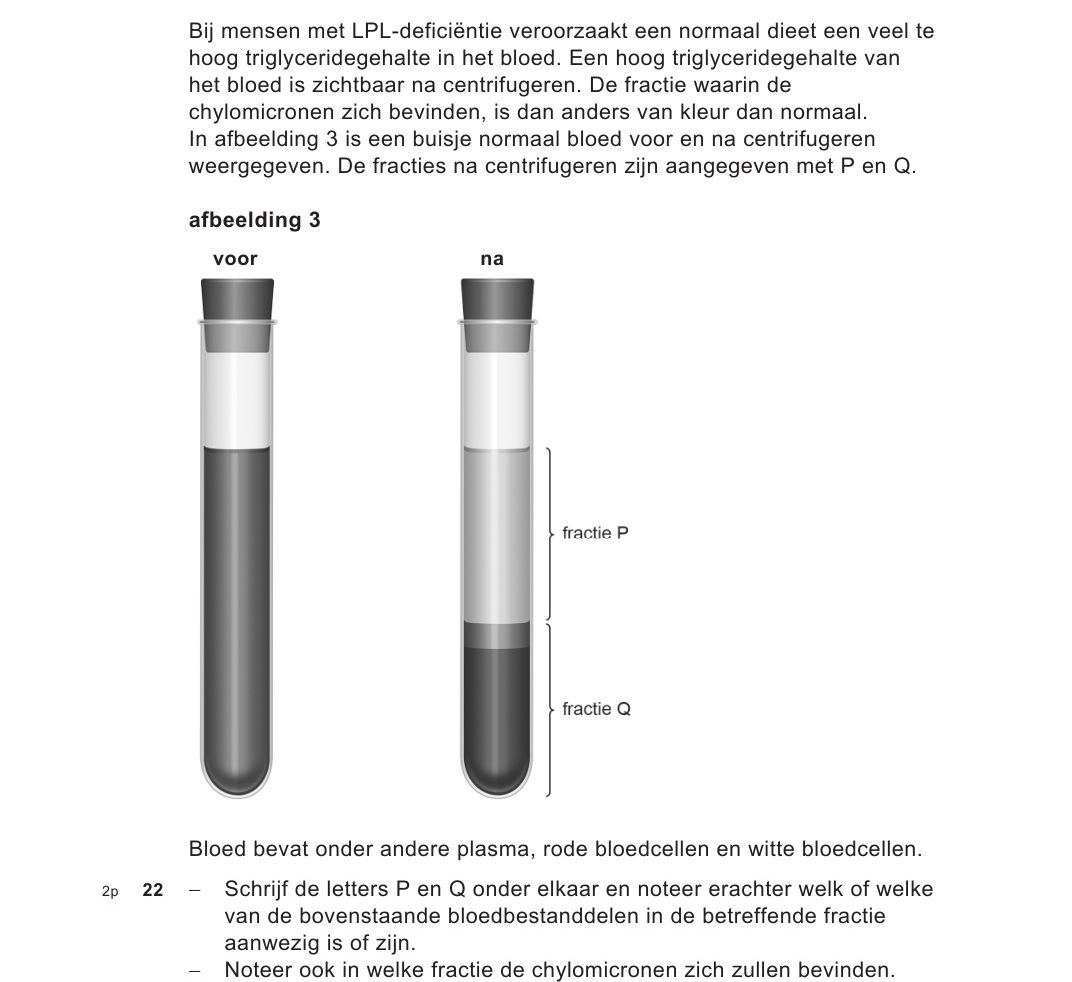 Bij mensen met LPL-deficiëntie veroorzaakt een normaal dieet een veel te
hoog triglyceridegehalte in het bloed. Een hoog triglyceridegehalte van
het bloed is zichtbaar na centrifugeren. De fractie waarin de
chylomicronen zich bevinden, is dan anders van kleur dan normaal.
In afbeelding 3 is een buisje normaal bloed voor en na centrifugeren
weergegeven. De fracties na centrifugeren zijn aangegeven met P en Q.
afbeelding 3
voor na
fractie P
fractie Q
Bloed bevat onder andere plasma, rode bloedcellen en witte bloedcellen.
2p 22 – Schrijf de letters P en Q onder elkaar en noteer erachter welk of welke
van de bovenstaande bloedbestanddelen in de betreffende fractie
aanwezig is of zijn.
– Noteer ook in welke fractie de chylomicronen zich zullen bevinden.